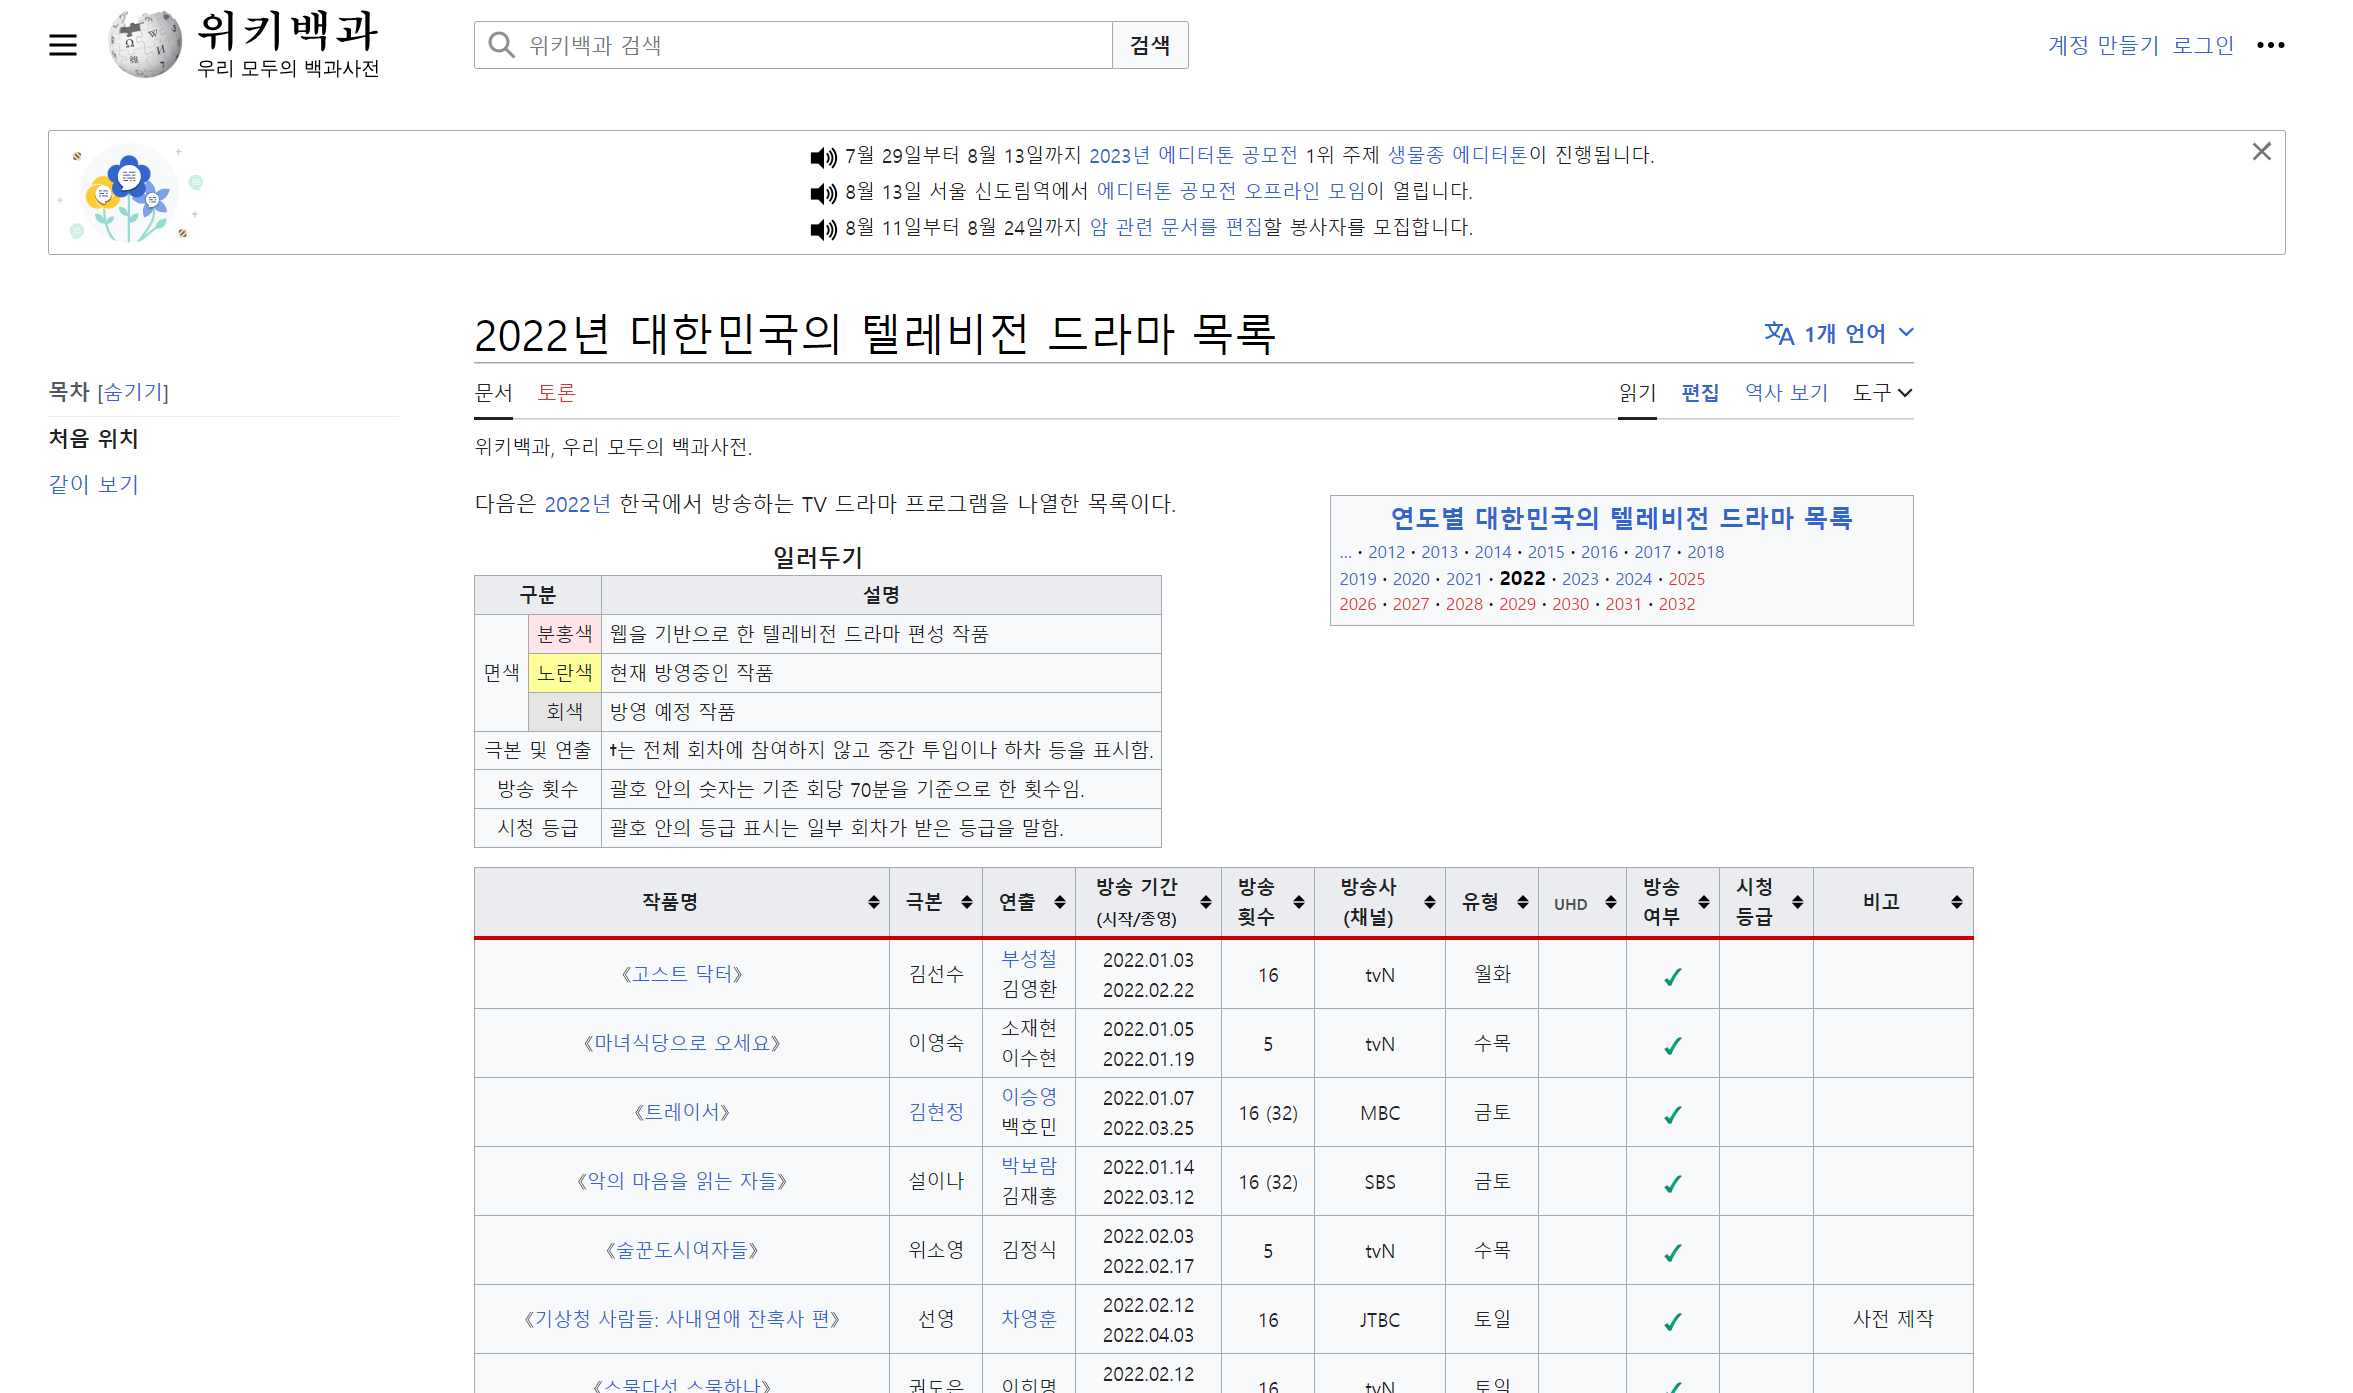 위키백과
우리 모두의 백과사전
위키백과 검색
검색
계정 만들기 로그인
7월 29일부터 8월 13일까지 2023년 에디터톤 공모전 1위 주제 생물종 에디터톤이 진행됩니다.
8월 13일 서울 신도림역에서 에디터톤 공모전 오프라인 모임이 열립니다.
8월 11일부터 8월 24일까지 암 관련 문서를 편집할 봉사자를 모집합니다.
목차 [숨기기]
처음 위치
같이 보기
2022년 대한민국의 텔레비전 드라마 목록
1개 언어
문서 토론
읽기 편집 역사 보기 도구
위키백과, 우리 모두의 백과사전.
다음은 2022년 한국에서 방송하는 TV 드라마 프로그램을 나열한 목록이다.
연도별 대한민국의 텔레비전 드라마 목록
... · 2012 · 2013 · 2014 · 2015 · 2016 · 2017 · 2018
2019 · 2020 · 2021 · 2022 · 2023 · 2024 · 2025
2026 · 2027 · 2028 · 2029 · 2030 · 2031 · 2032
일러두기
구분 설명
면색
분홍색 웹을 기반으로 한 텔레비전 드라마 편성 작품
노란색 현재 방영중인 작품
회색 방영 예정 작품
극본 및 연출 †는 전체 회차에 참여하지 않고 중간 투입이나 하차 등을 표시함.
방송 횟수 괄호 안의 숫자는 기존 회당 70분을 기준으로 한 횟수임.
시청 등급 괄호 안의 등급 표시는 일부 회차가 받은 등급을 말함.
작품명 극본 연출 방송 기간 (시작/종영) 방송 횟수 방송사 (채널) 유형 UHD 방송 여부 시청 등급 비고
《고스트 닥터》 김선수 부성철 김영환 2022.01.03 2022.02.22 16 tvN 월화 ✓
《마녀식당으로 오세요》 이영숙 소재현 이수현 2022.01.05 2022.01.19 5 tvN 수목 ✓
《트레이서》 김현정 이승영 백호민 2022.01.07 2022.03.25 16 (32) MBC 금토 ✓
《악의 마음을 읽는 자들》 설이나 박보람 김재홍 2022.01.14 2022.03.12 16 (32) SBS 금토 ✓
《술꾼도시여자들》 위소영 김정식 2022.02.03 2022.02.17 5 tvN 수목 ✓
《기상청 사람들: 사내연애 잔혹사 편》 선영 차영훈 2022.02.12 2022.04.03 16 JTBC 토일 ✓ 사전 제작
《스물다섯 스물하나》 권도은 이희명 2022.02.12 16 tvN 토일 ✓